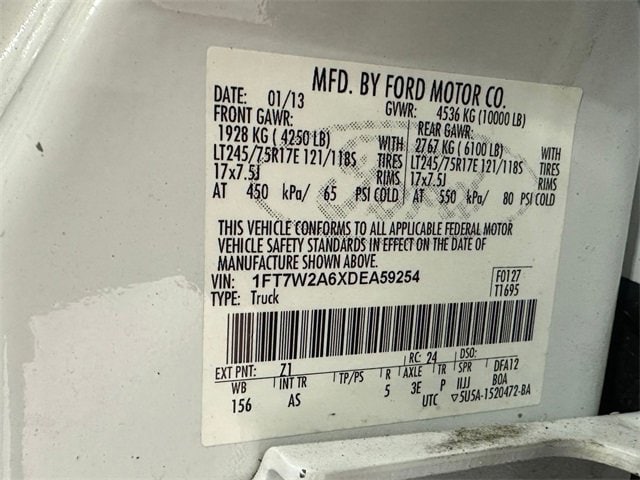 MFD. BY FORD MOTOR CO.
DATE: 01/13 GVWR: 4536 KG (10000 LB)
FRONT GAWR: REAR GAWR:
1928 KG (4250 LB) WITH 2767 KG (6100 LB) WITH
LT245/75R17E 121/118S TIRES LT245/75R17E 121/118S TIRES
17x7.5J RIMS 17x7.5J RIMS
AT 450 kPa/ 65 PSI COLD AT 550 kPa/ 80 PSI COLD
THIS VEHICLE CONFORMS TO ALL APPLICABLE FEDERAL MOTOR
VEHICLE SAFETY STANDARDS IN EFFECT ON THE DATE OF
MANUFACTURE SHOWN ABOVE.
VIN: 1FT7W2A6XDEA59254 F0127
TYPE: Truck T1695
EXT PNT: Z1 RC: 24 DSO:
WB INT TR TP/PS R AXLE TR SPR DFA12
156 AS 5 3E P IIJJ BOA
UTC ▽5U5A-1520472-BA